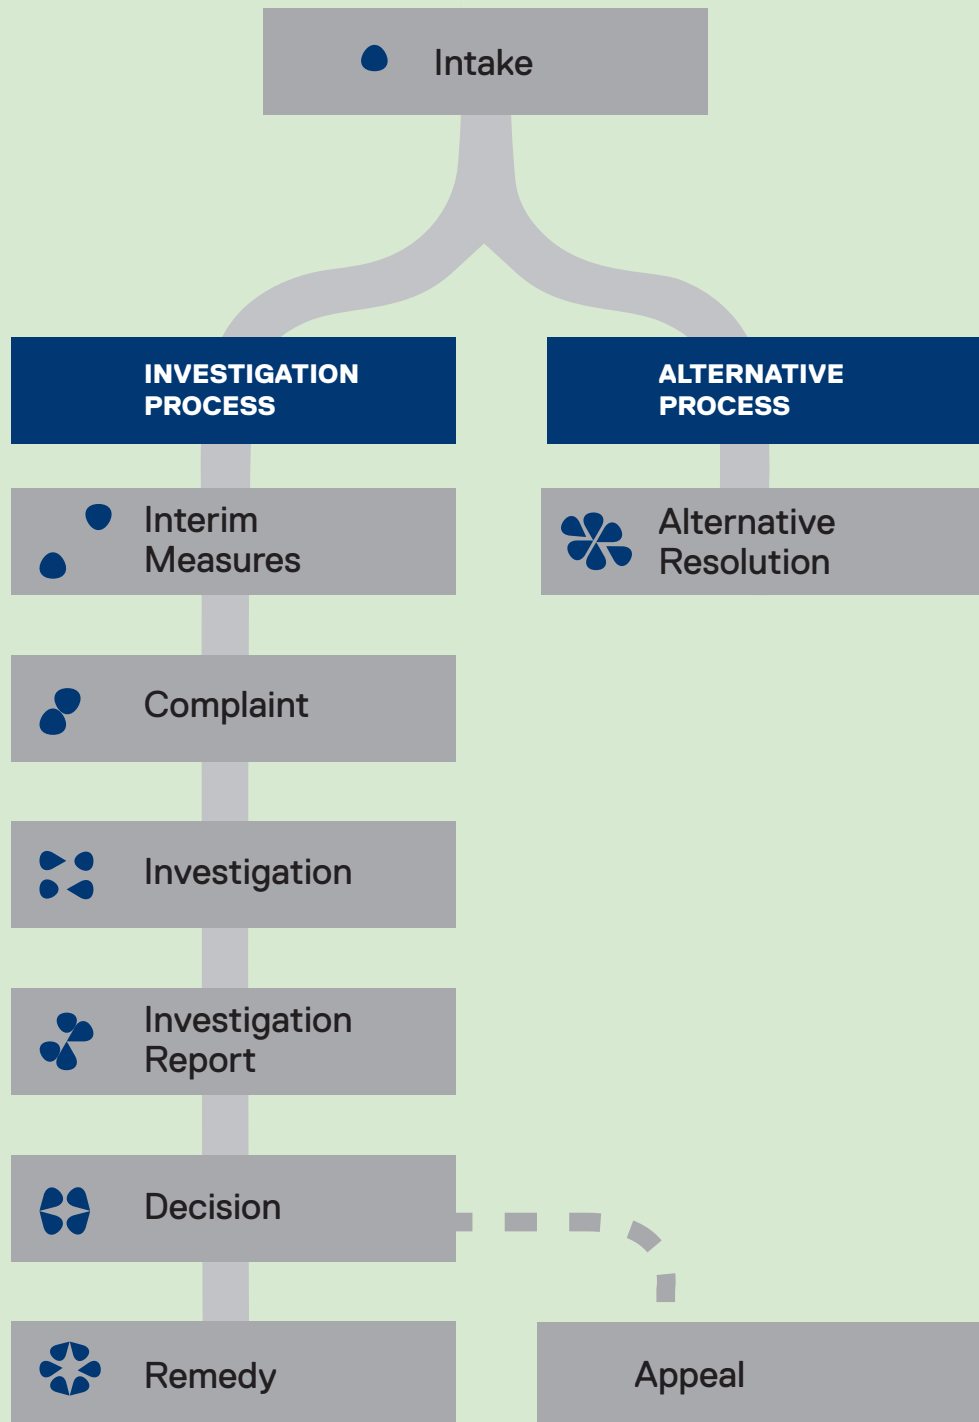 Intake
INVESTIGATION
PROCESS
ALTERNATIVE
PROCESS
Interim
Measures
Alternative
Resolution
Complaint
Investigation
Investigation
Report
Decision
Remedy
Appeal